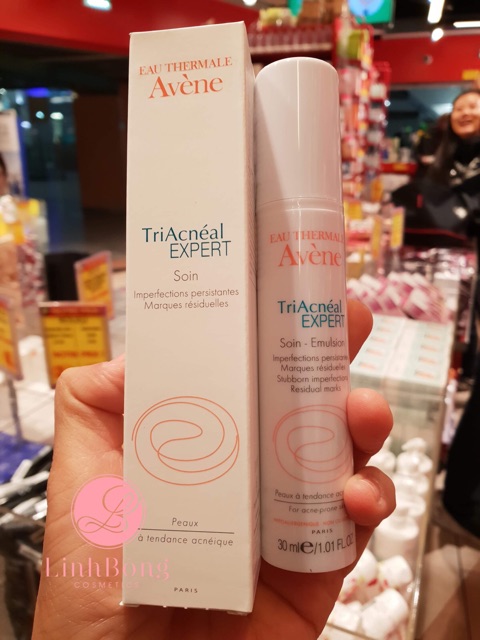 EAU THERMALE
Avène
TriAcnéal
EXPERT
Soin
Imperfections persistantes
Marques résiduelles
Peaux
à tendance acnéique
PARIS
EAU THERMALE
Avène
TriAcnéal
EXPERT
Soin - Emulsion
Imperfections persistantes
Marques résiduelles
Stubborn imperfections
Residual marks
Peaux à tendance
For acne-prone
30 ml e/1.01 FL.OZ
PARIS
LinhBong
COSMETICS